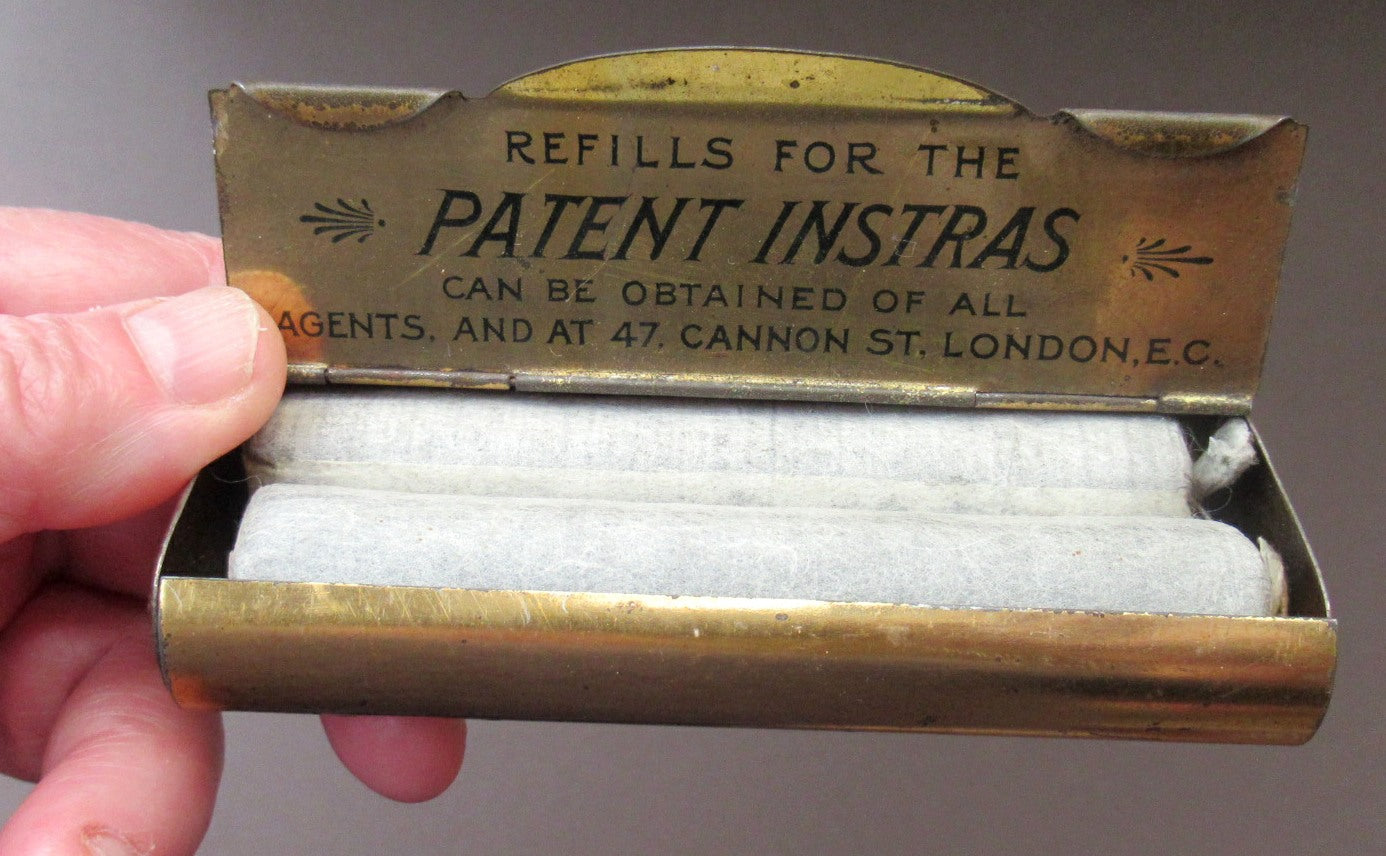 REFILLS FOR THE
PATENT INSTRAS
CAN BE OBTAINED OF ALL
AGENTS, AND AT 47, CANNON ST, LONDON, E.C.